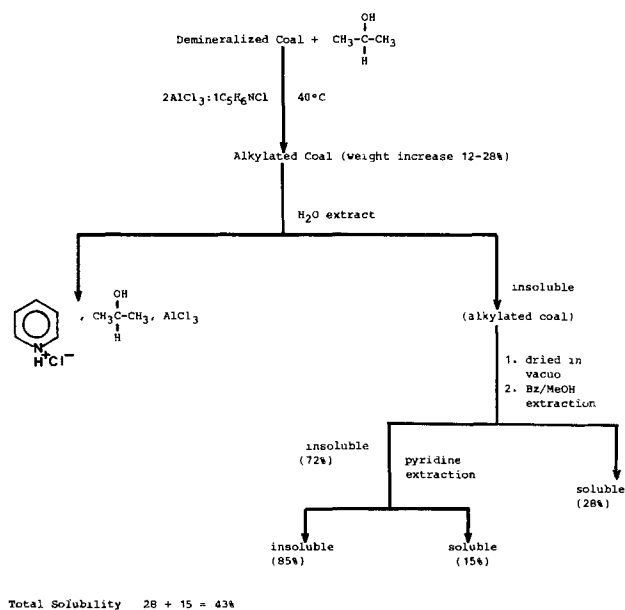 OH
Demineralized Coal + CH3-C-CH3
H
2AlCl3:1C5H6NCl 40°C
Alkylated Coal (weight increase 12-28%)
H2O extract
OH
, CH3C-CH3, AlCl3
H
N
H+Cl−
insoluble
(alkylated coal)
1. dried in
vacuo
2. Bz/MeOH
extraction
insoluble
(72%)
pyridine
extraction
soluble
(28%)
insoluble
(85%)
soluble
(15%)
Total Solubility 28 + 15 = 43%